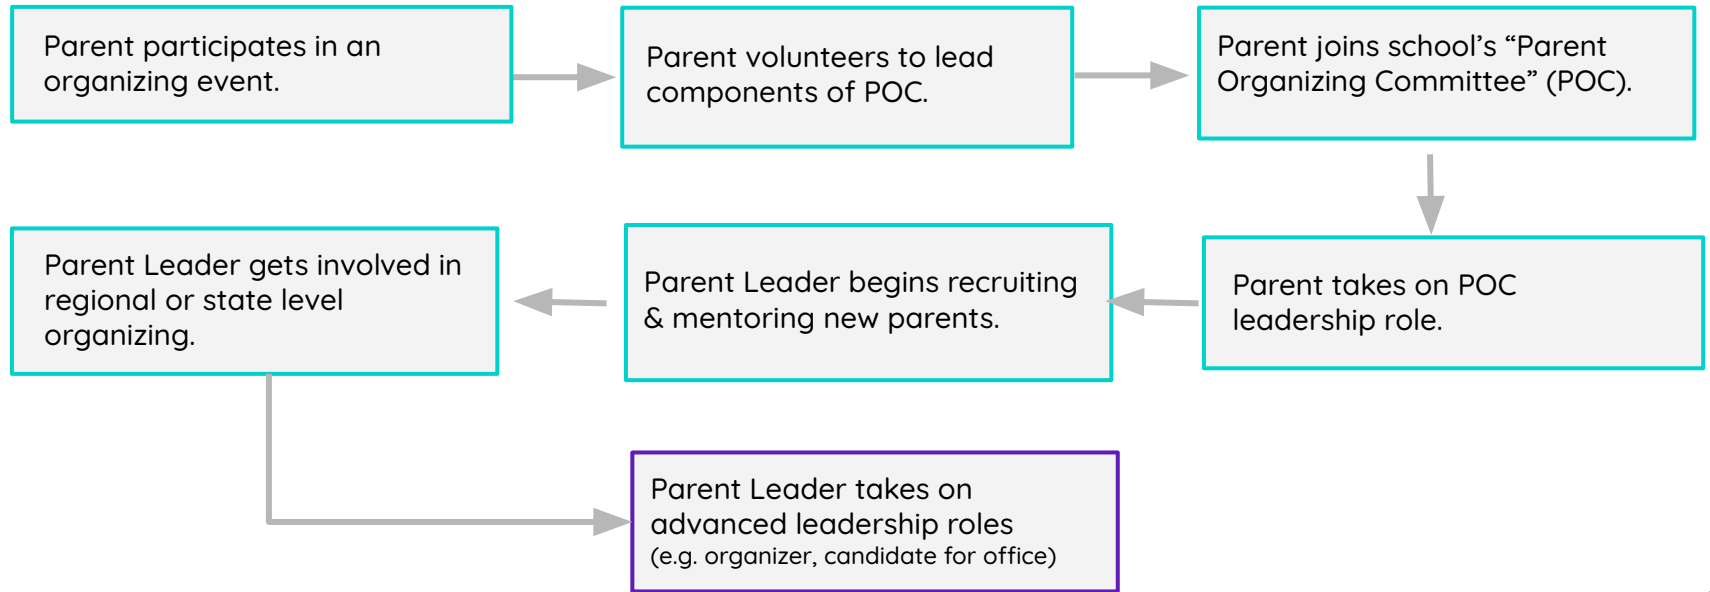 Parent participates in an
organizing event.
Parent volunteers to lead
components of POC.
Parent joins school’s “Parent
Organizing Committee” (POC).
Parent takes on POC
leadership role.
Parent Leader begins recruiting
& mentoring new parents.
Parent Leader gets involved in
regional or state level
organizing.
Parent Leader takes on
advanced leadership roles
(e.g. organizer, candidate for office)